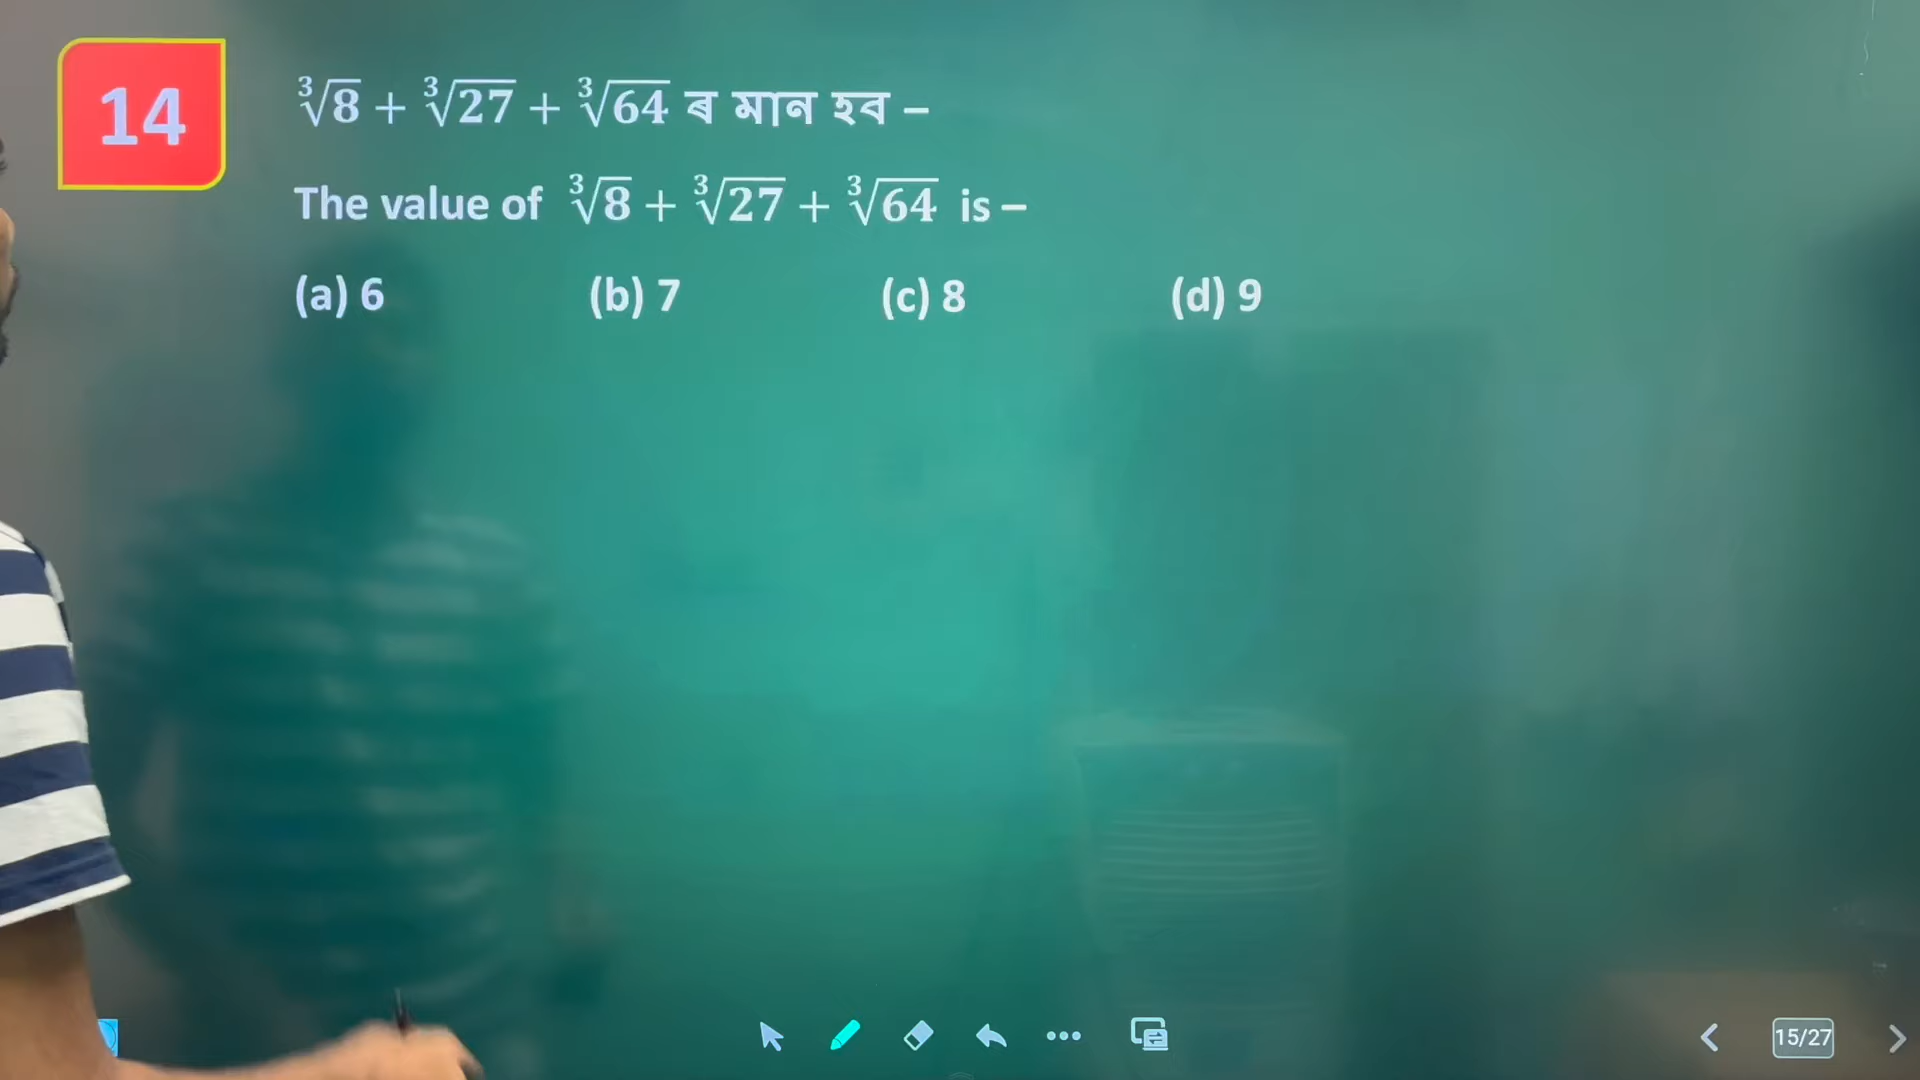 14
∛8 + ∛27 + ∛64 ৰ মান হব –
The value of ∛8 + ∛27 + ∛64 is –
(a) 6 (b) 7 (c) 8 (d) 9
15/27